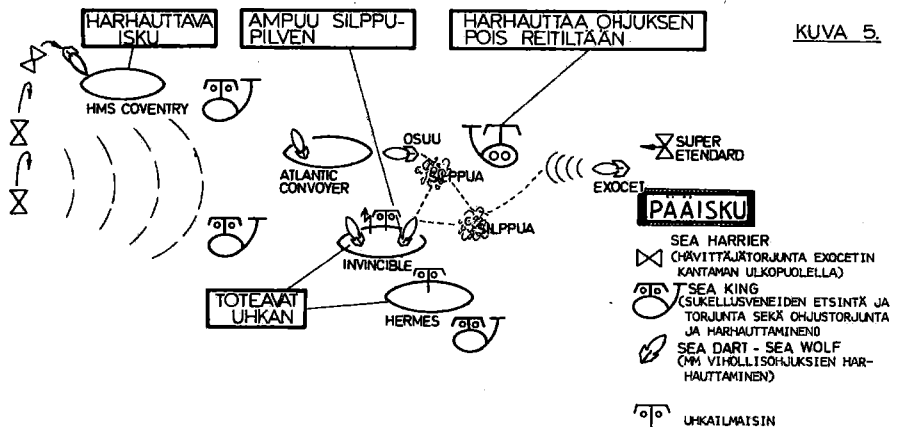 HARHAUTTAVA
ISKU
AMPUU SILPPU-
PILVEN
HARHAUTTAA OHJUKSEN
POIS REITILTÄÄN
KUVA 5.
HMS COVENTRY
ATLANTIC
CONVOYER
OSUU
SILPPUA
EXOCET
SUPER
ETENDARD
SILPPUA
INVINCIBLE
TOTEAVAT
UHKAN
HERMES
PÄÄISKU
SEA HARRIER
(HÄVITTÄJÄTORJUNTA EXOCETIN
KANTAMAN ULKOPUOLELLA)
SEA KING
(SUKELLUSVENEIDEN ETSINTÄ JA
TORJUNTA SEKÄ OHJUSTORJUNTA
JA HARHAUTTAMINEN)
SEA DART - SEA WOLF
(MM VIHOLLISOHJUKSIEN HAR-
HAUTTAMINEN)
UHKAILMAISIN